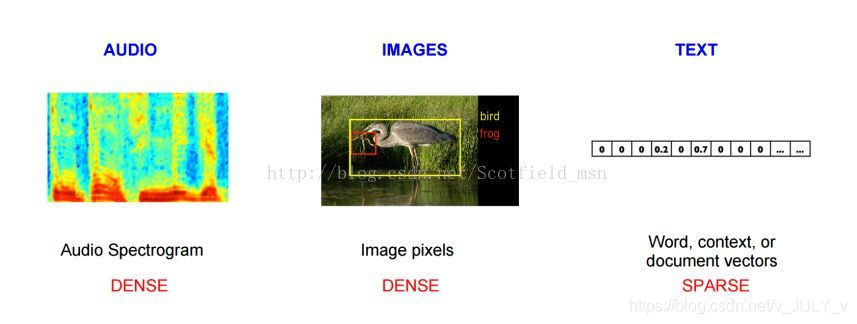 AUDIO
IMAGES
TEXT
bird
frog
0 0 0 0.2 0 0.7 0 0 0 ... ...
http://blog.csdn.net/Scotfield_msn
Audio Spectrogram
Image pixels
Word, context, or
document vectors
DENSE
DENSE
SPARSE
https://blog.csdn.net/v_JULY_v